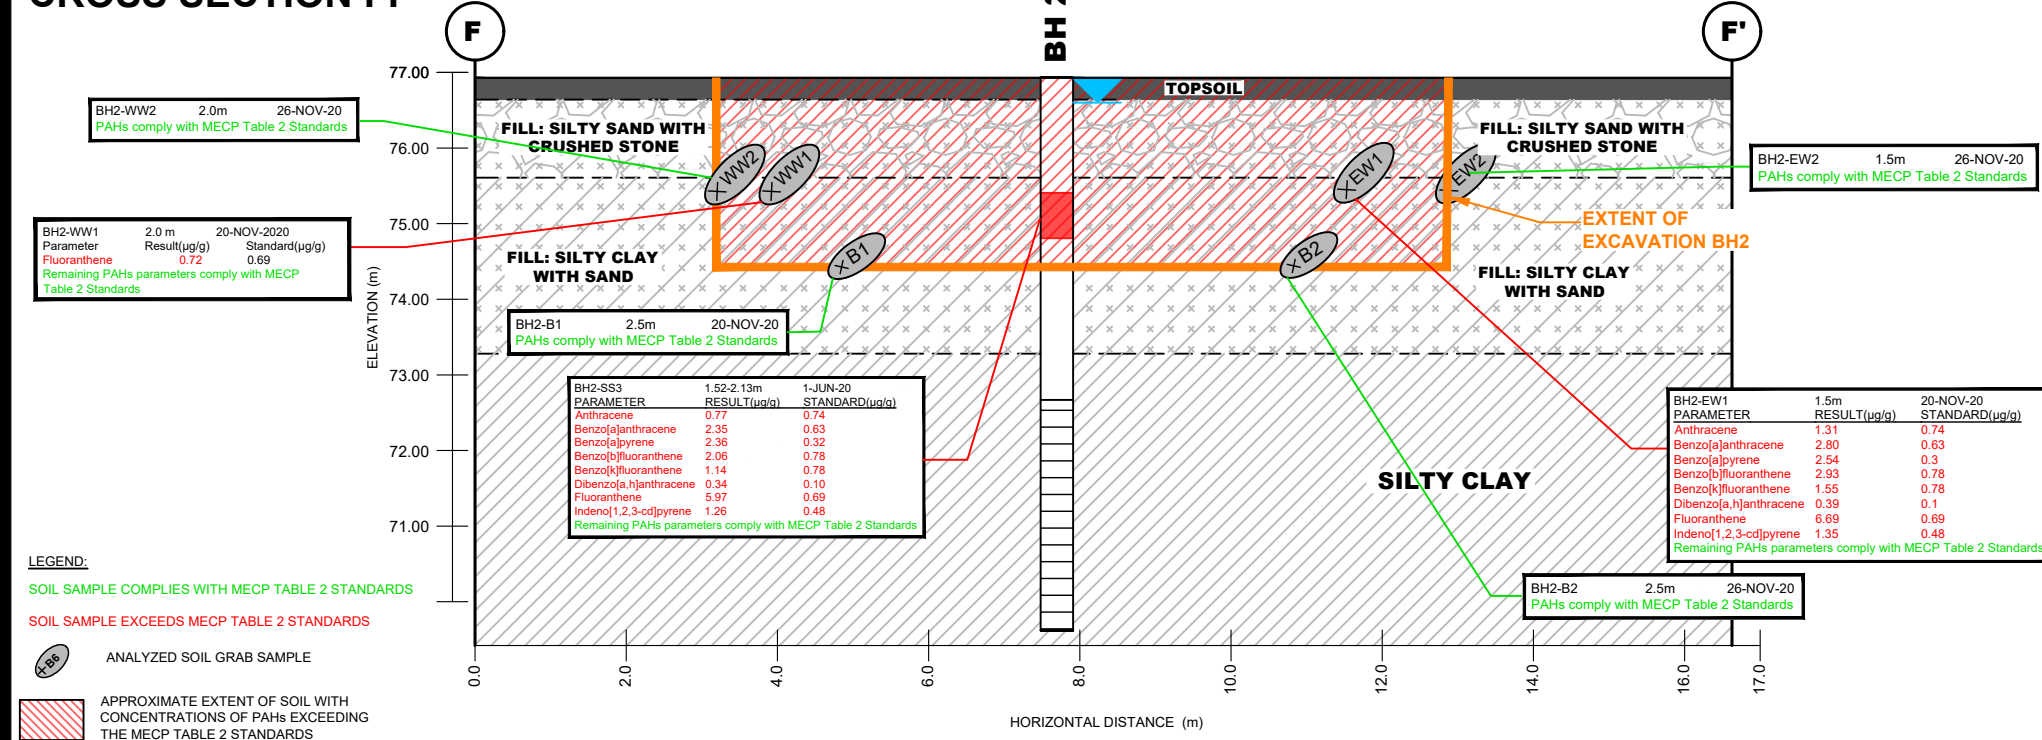 F
F'
77.00
76.00
75.00
74.00
73.00
72.00
71.00
ELEVATION (m)
TOPSOIL
FILL: SILTY SAND WITH
CRUSHED STONE
FILL: SILTY SAND WITH
CRUSHED STONE
FILL: SILTY CLAY
WITH SAND
FILL: SILTY CLAY
WITH SAND
SILTY CLAY
EXTENT OF
EXCAVATION BH2
X WW2
X WW1
X EW1
EW2
X B1
X B2
BH2-WW2 2.0m 26-NOV-20
PAHs comply with MECP Table 2 Standards
BH2-WW1 2.0 m 20-NOV-2020
Parameter Result(µg/g) Standard(µg/g)
Fluoranthene 0.72 0.69
Remaining PAHs parameters comply with MECP
Table 2 Standards
BH2-B1 2.5m 20-NOV-20
PAHs comply with MECP Table 2 Standards
BH2-SS3 1.52-2.13m 1-JUN-20
PARAMETER RESULT(µg/g) STANDARD(µg/g)
Anthracene 0.77 0.74
Benzo[a]anthracene 2.35 0.63
Benzo[a]pyrene 2.36 0.32
Benzo[b]fluoranthene 2.06 0.78
Benzo[k]fluoranthene 1.14 0.78
Dibenzo[a,h]anthracene 0.34 0.10
Fluoranthene 5.97 0.69
Indeno[1,2,3-cd]pyrene 1.26 0.48
Remaining PAHs parameters comply with MECP Table 2 Standards
BH2-EW2 1.5m 26-NOV-20
PAHs comply with MECP Table 2 Standards
BH2-EW1 1.5m 20-NOV-20
PARAMETER RESULT(µg/g) STANDARD(µg/g)
Anthracene 1.31 0.74
Benzo[a]anthracene 2.80 0.63
Benzo[a]pyrene 2.54 0.3
Benzo[b]fluoranthene 2.93 0.78
Benzo[k]fluoranthene 1.55 0.78
Dibenzo[a,h]anthracene 0.39 0.1
Fluoranthene 6.69 0.69
Indeno[1,2,3-cd]pyrene 1.35 0.48
Remaining PAHs parameters comply with MECP Table 2 Standards
BH2-B2 2.5m 26-NOV-20
PAHs comply with MECP Table 2 Standards
0.0
2.0
4.0
6.0
8.0
10.0
12.0
14.0
16.0
17.0
HORIZONTAL DISTANCE (m)
LEGEND:
SOIL SAMPLE COMPLIES WITH MECP TABLE 2 STANDARDS
SOIL SAMPLE EXCEEDS MECP TABLE 2 STANDARDS
X B6
ANALYZED SOIL GRAB SAMPLE
APPROXIMATE EXTENT OF SOIL WITH
CONCENTRATIONS OF PAHs EXCEEDING
THE MECP TABLE 2 STANDARDS